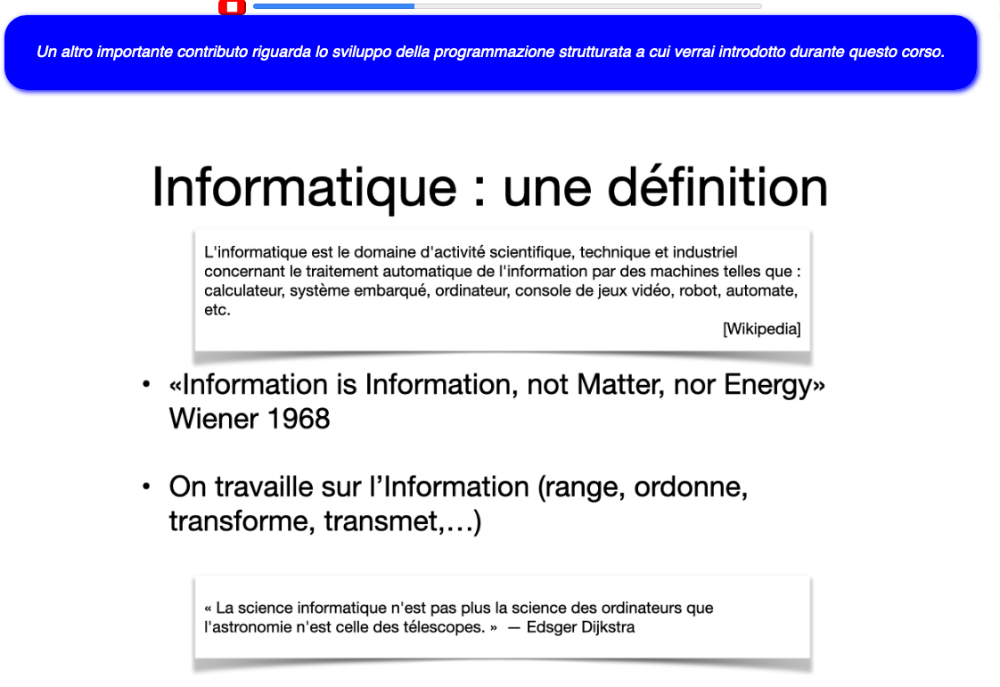 Un altro importante contributo riguarda lo sviluppo della programmazione strutturata a cui verrai introdotto durante questo corso.
Informatique : une définition
L'informatique est le domaine d'activité scientifique, technique et industriel
concernant le traitement automatique de l'information par des machines telles que :
calculateur, système embarqué, ordinateur, console de jeux vidéo, robot, automate,
etc.
[Wikipedia]
• «Information is Information, not Matter, nor Energy»
Wiener 1968
• On travaille sur l’Information (range, ordonne,
transforme, transmet,…)
« La science informatique n'est pas plus la science des ordinateurs que
l'astronomie n'est celle des télescopes. » — Edsger Dijkstra